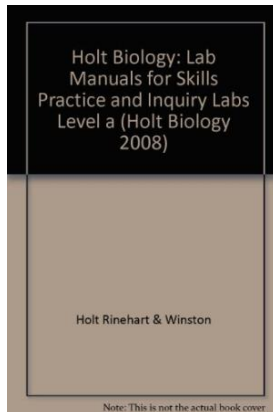 Holt Biology: Lab
Manuals for Skills
Practice and Inquiry Labs
Level a (Holt Biology
2008)
Holt Rinehart & Winston
Note: This is not the actual book cover